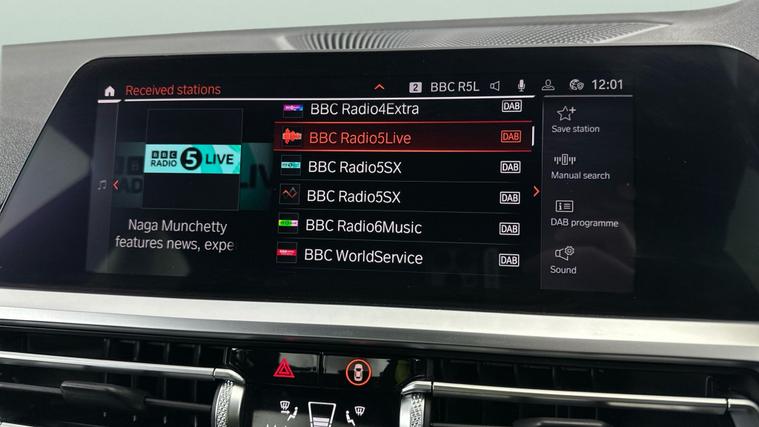 Received stations
2 BBC R5L 12:01
BBC Radio4Extra DAB
BBC Radio5Live DAB
BBC Radio5SX DAB
BBC Radio5SX DAB
BBC Radio6Music DAB
BBC WorldService DAB
BBC RADIO 5 LIVE
Naga Munchetty
features news, expe
Save station
Manual search
DAB programme
Sound